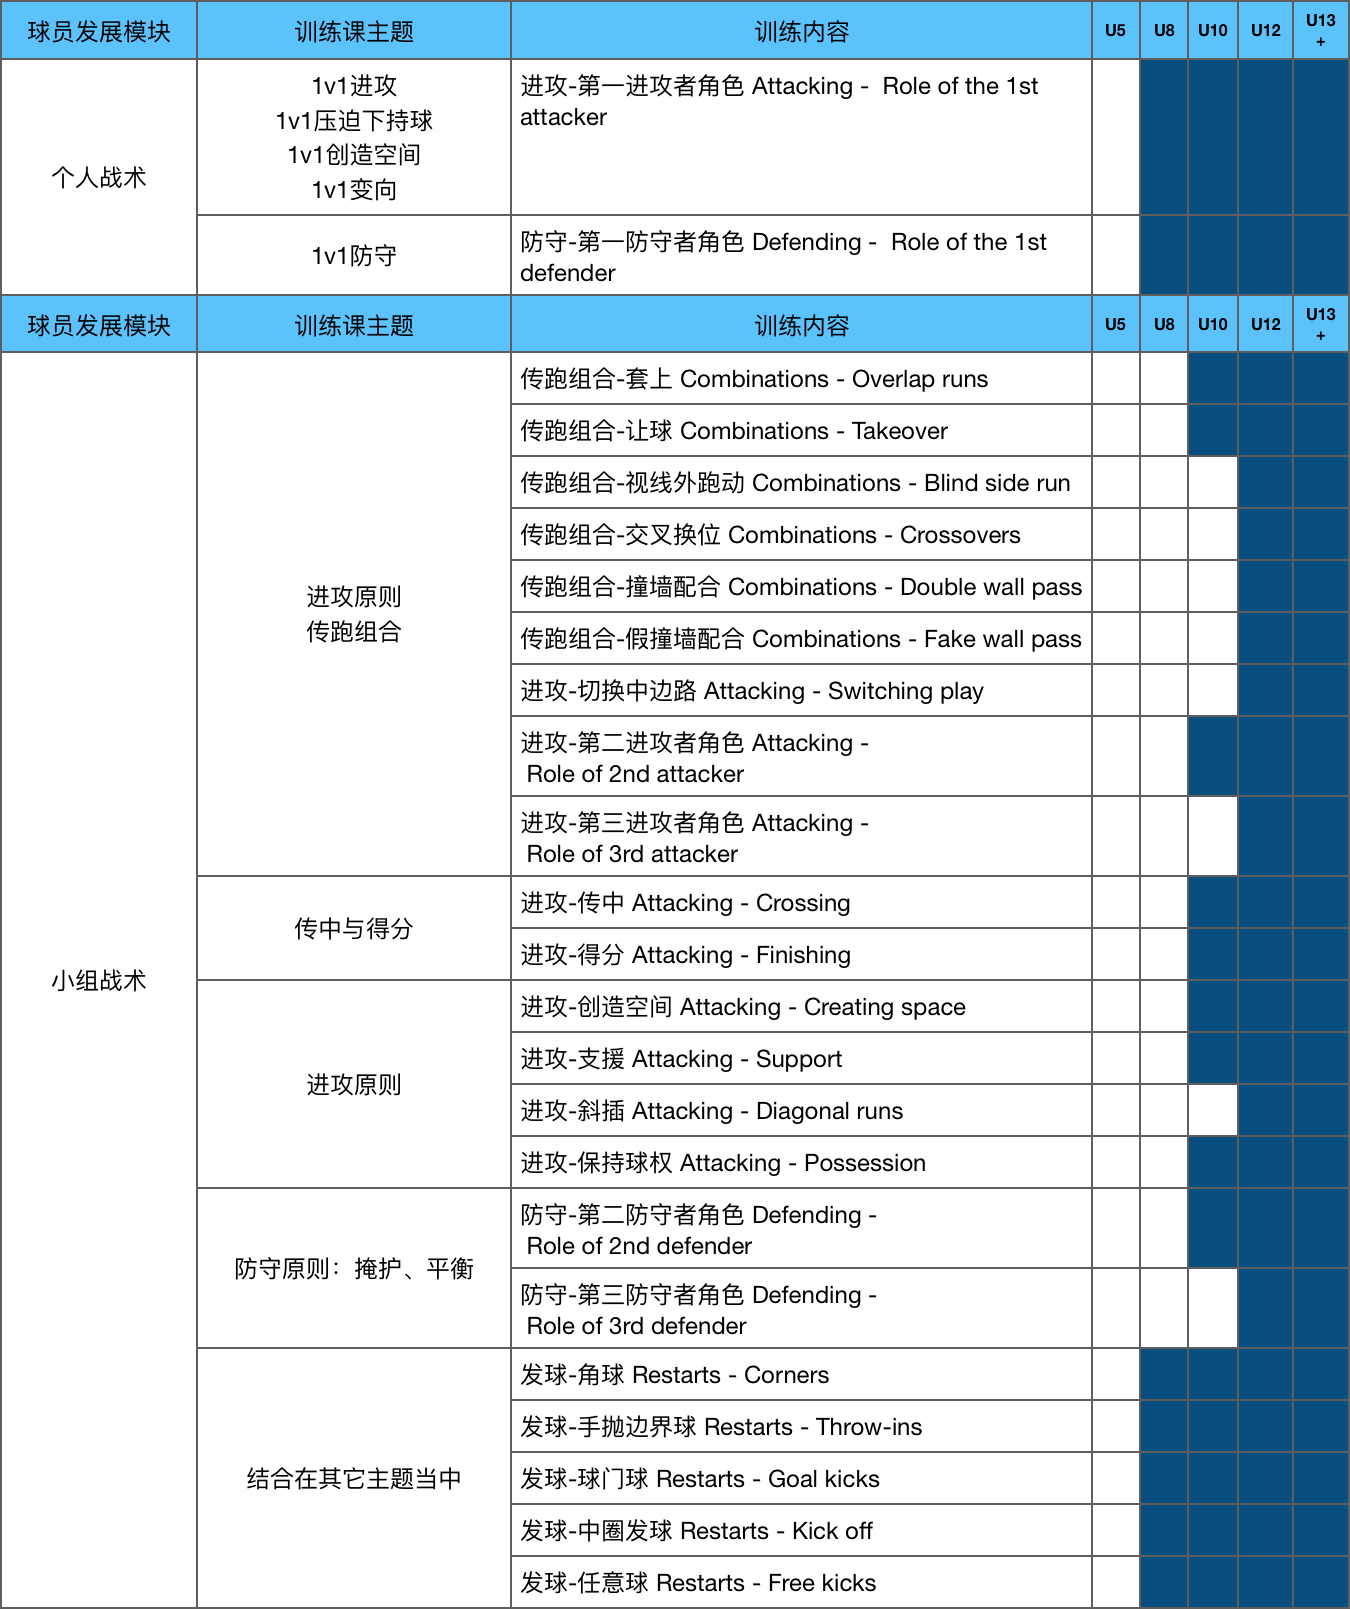 球员发展模块 训练课主题 训练内容 U5 U8 U10 U12 U13
+
个人战术
1v1进攻
1v1压迫下持球
1v1创造空间
1v1变向
进攻-第一进攻者角色 Attacking - Role of the 1st
attacker
1v1防守
防守-第一防守者角色 Defending - Role of the 1st
defender
球员发展模块 训练课主题 训练内容 U5 U8 U10 U12 U13
+
小组战术
进攻原则
传跑组合
传跑组合-套上 Combinations - Overlap runs
传跑组合-让球 Combinations - Takeover
传跑组合-视线外跑动 Combinations - Blind side run
传跑组合-交叉换位 Combinations - Crossovers
传跑组合-撞墙配合 Combinations - Double wall pass
传跑组合-假撞墙配合 Combinations - Fake wall pass
进攻-切换中边路 Attacking - Switching play
进攻-第二进攻者角色 Attacking -
Role of 2nd attacker
进攻-第三进攻者角色 Attacking -
Role of 3rd attacker
传中与得分
进攻-传中 Attacking - Crossing
进攻-得分 Attacking - Finishing
进攻原则
进攻-创造空间 Attacking - Creating space
进攻-支援 Attacking - Support
进攻-斜插 Attacking - Diagonal runs
进攻-保持球权 Attacking - Possession
防守原则：掩护、平衡
防守-第二防守者角色 Defending -
Role of 2nd defender
防守-第三防守者角色 Defending -
Role of 3rd defender
结合在其它主题当中
发球-角球 Restarts - Corners
发球-手抛边界球 Restarts - Throw-ins
发球-球门球 Restarts - Goal kicks
发球-中圈发球 Restarts - Kick off
发球-任意球 Restarts - Free kicks